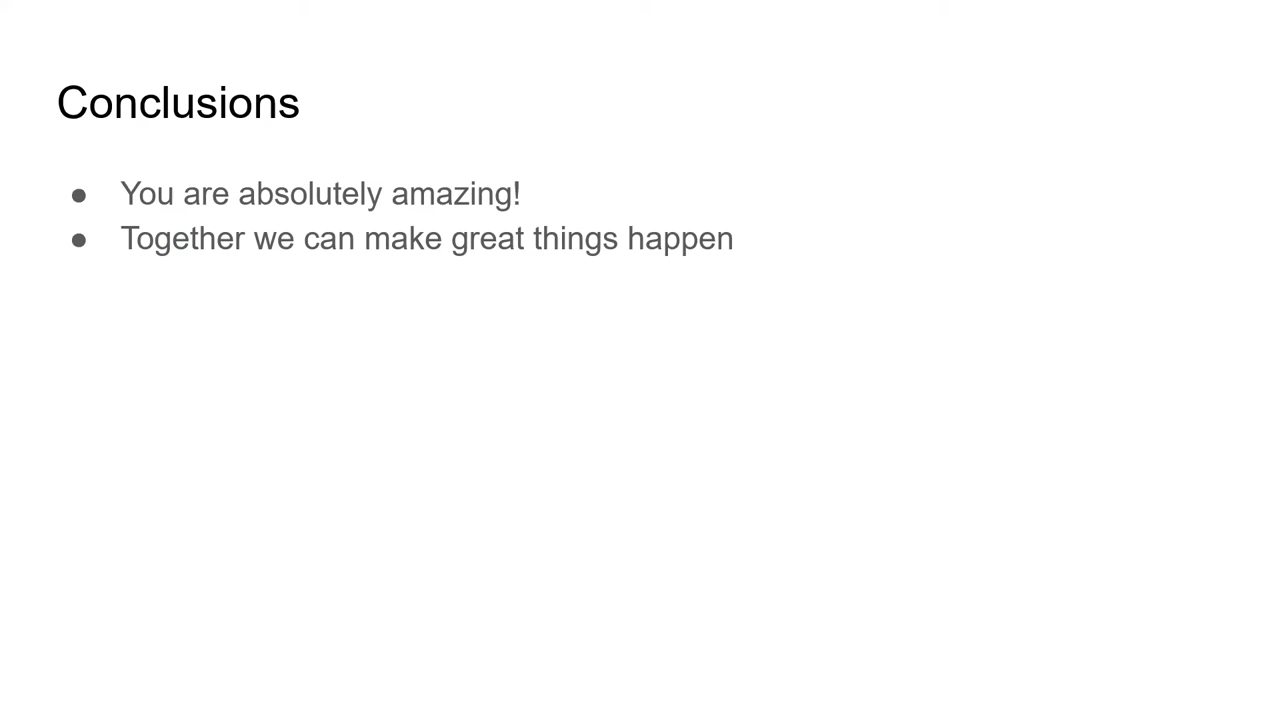 Conclusions
● You are absolutely amazing!
● Together we can make great things happen